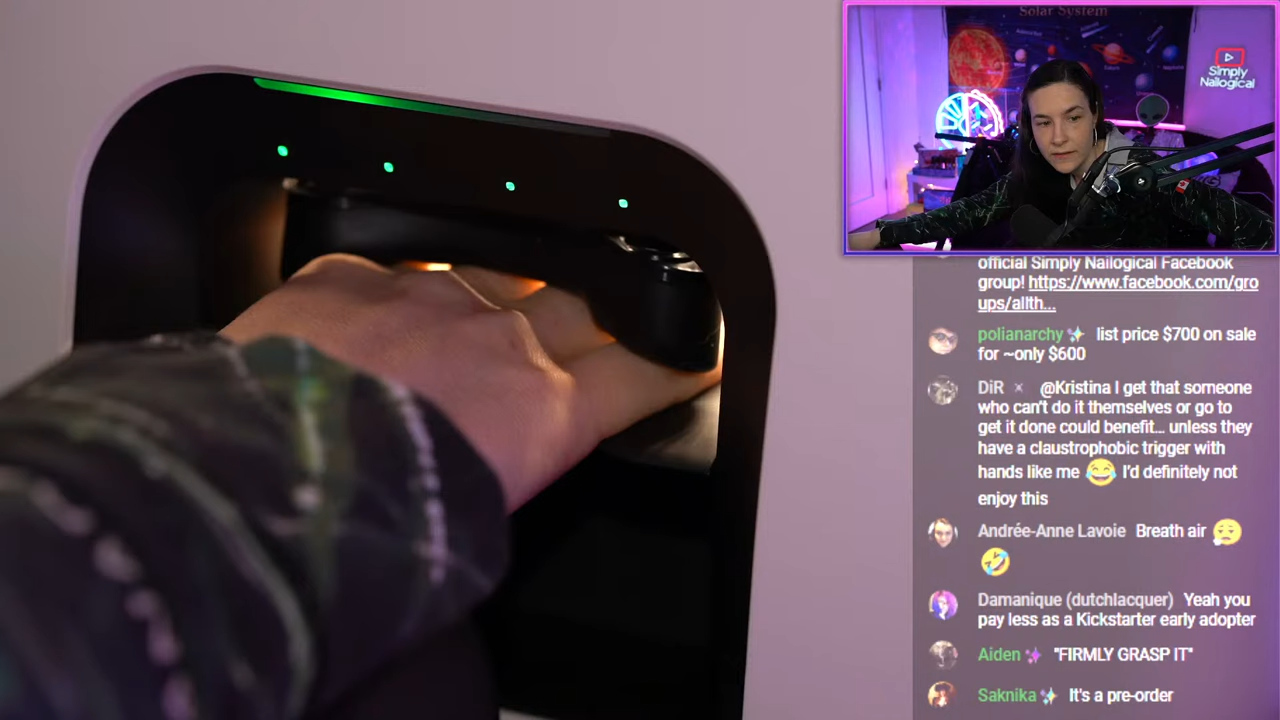 Solar System
Simply
Nailogical
official Simply Nailogical Facebook
group! https://www.facebook.com/gro
ups/allth...
polianarchy✨ list price $700 on sale
for ~only $600
DiR @Kristina I get that someone
who can't do it themselves or go to
get it done could benefit... unless they
have a claustrophobic trigger with
hands like me 😂 I'd definitely not
enjoy this
Andrée-Anne Lavoie Breath air 😮‍💨
🤣
Damanique (dutchlacquer) Yeah you
pay less as a Kickstarter early adopter
Aiden✨ "FIRMLY GRASP IT"
Saknika✨ It's a pre-order